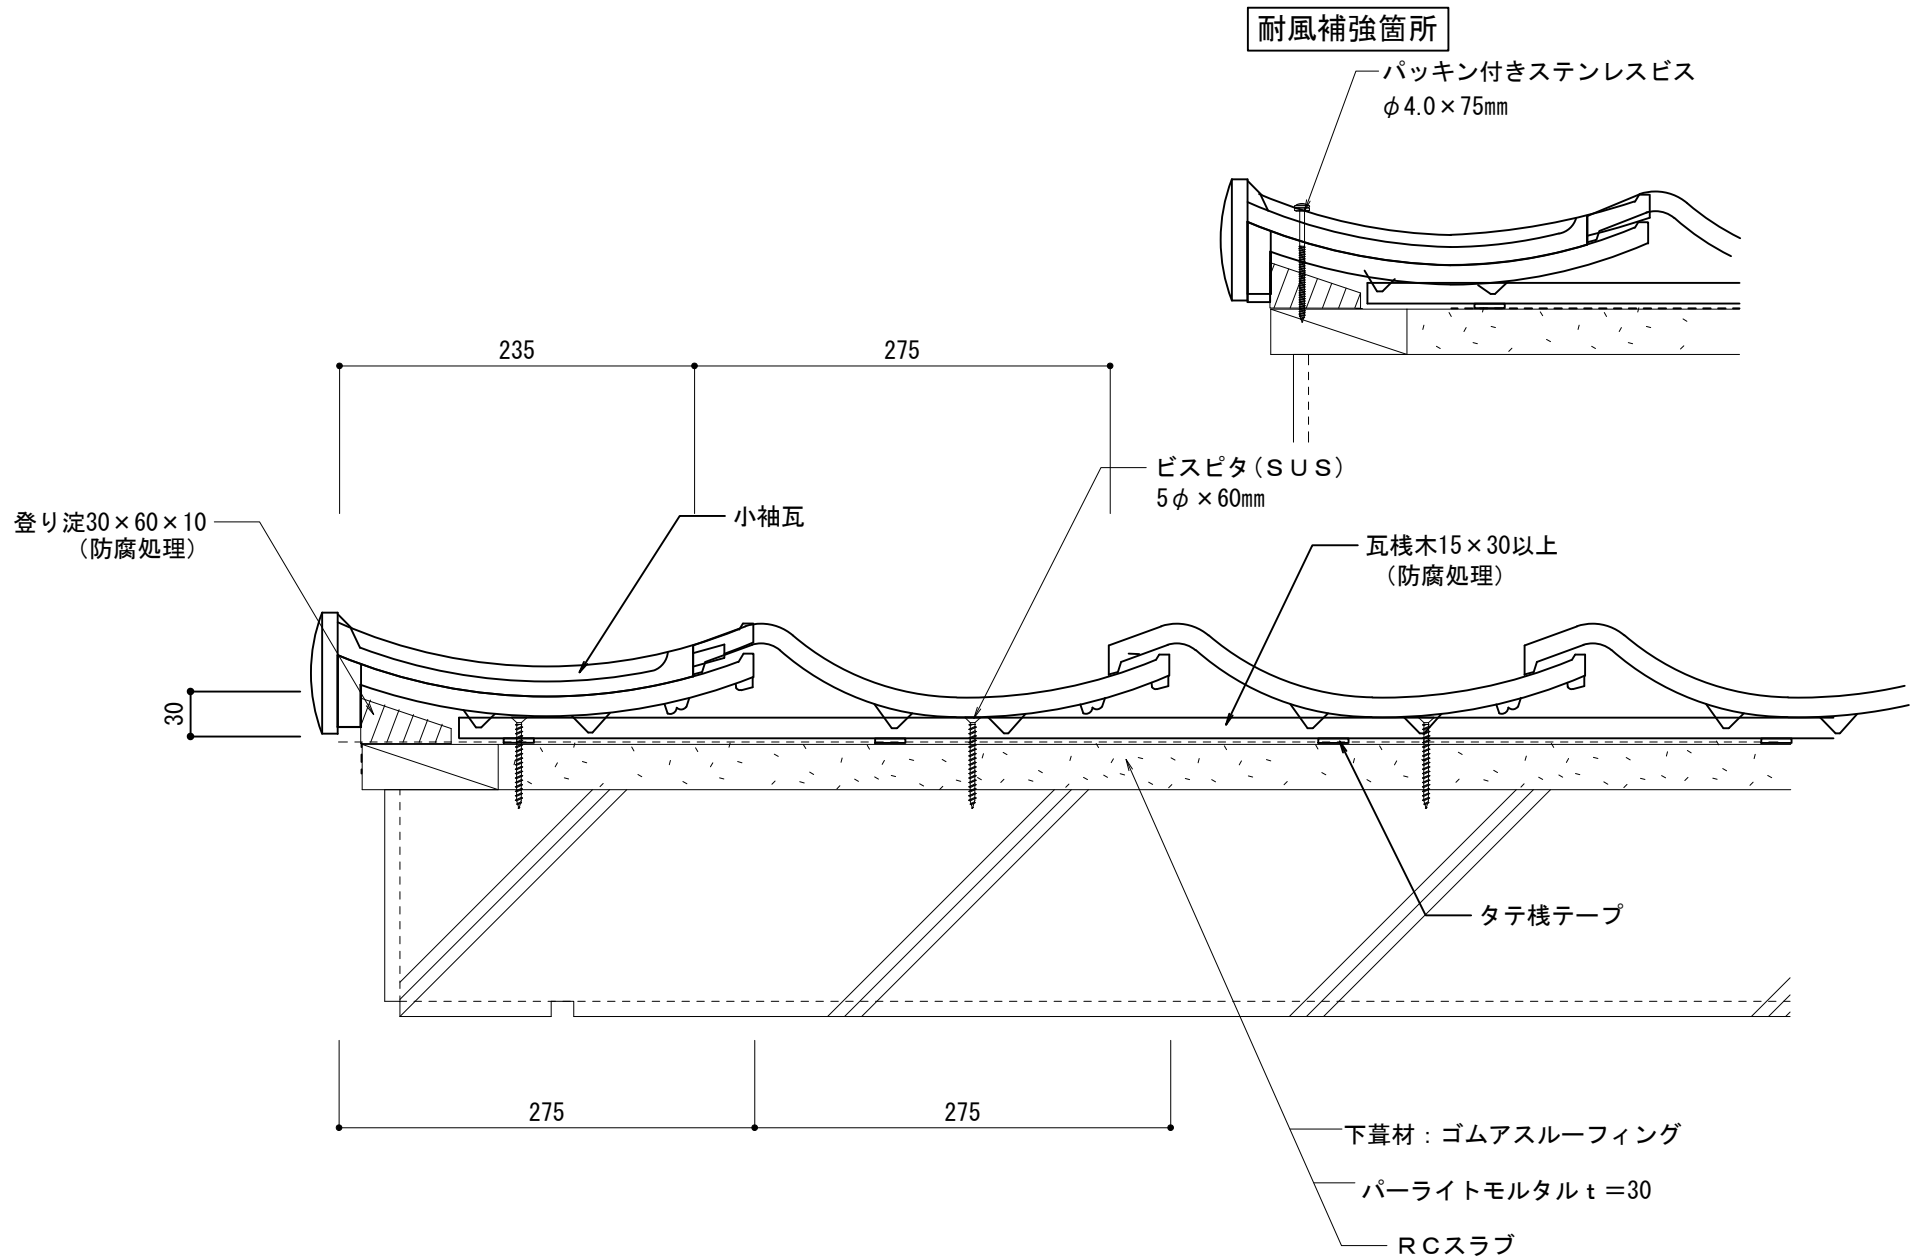 耐風補強箇所
パッキン付きステンレスビス
φ4.0×75mm
235
275
ビスピタ(ＳＵＳ)
5φ×60mm
登り淀30×60×10
(防腐処理)
小袖瓦
瓦桟木15×30以上
(防腐処理)
30
タテ桟テープ
275
275
下葺材：ゴムアスルーフィング
パーライトモルタルｔ＝30
ＲＣスラブ